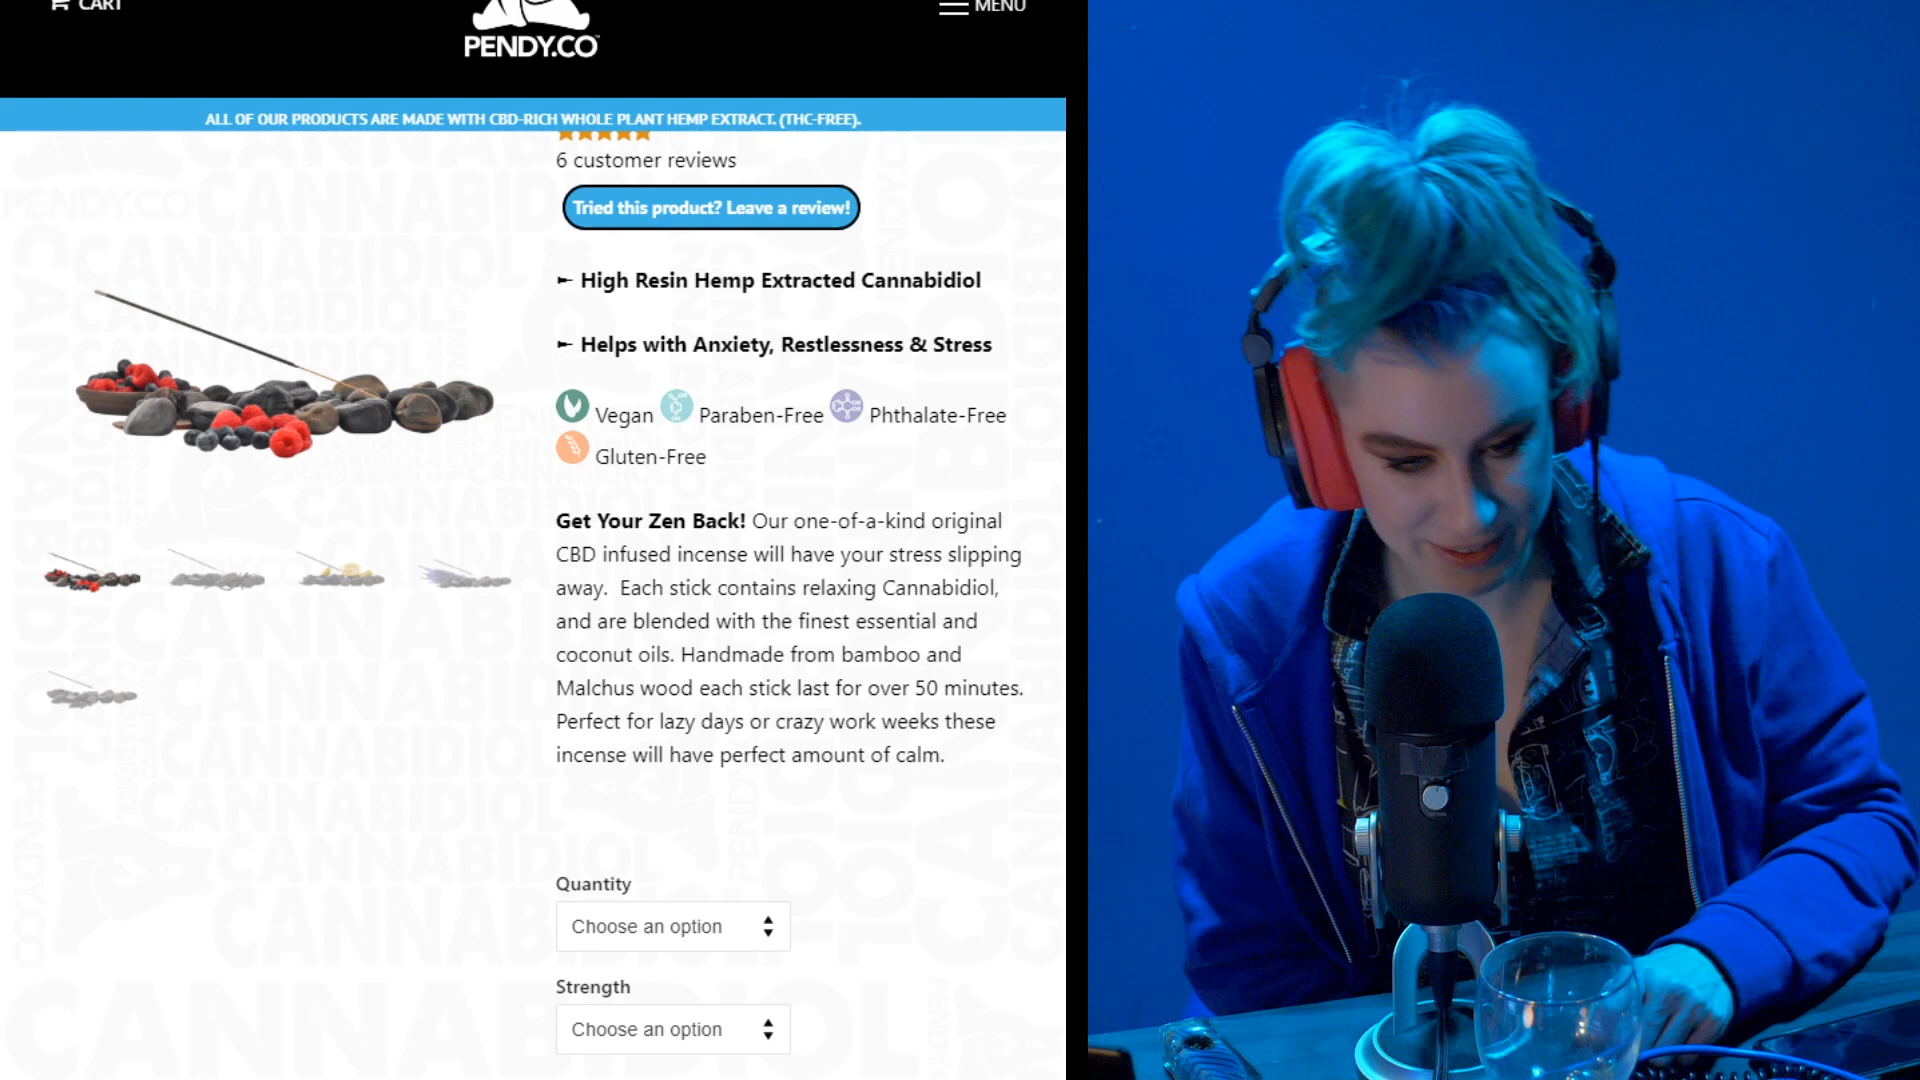 CART
MENU
PENDY.CO
ALL OF OUR PRODUCTS ARE MADE WITH CBD-RICH WHOLE PLANT HEMP EXTRACT. (THC-FREE).
6 customer reviews
Tried this product? Leave a review!
High Resin Hemp Extracted Cannabidiol
Helps with Anxiety, Restlessness & Stress
Vegan Paraben-Free Phthalate-Free
Gluten-Free
Get Your Zen Back! Our one-of-a-kind original
CBD infused incense will have your stress slipping
away. Each stick contains relaxing Cannabidiol,
and are blended with the finest essential and
coconut oils. Handmade from bamboo and
Malchus wood each stick last for over 50 minutes.
Perfect for lazy days or crazy work weeks these
incense will have perfect amount of calm.
Quantity
Choose an option
Strength
Choose an option